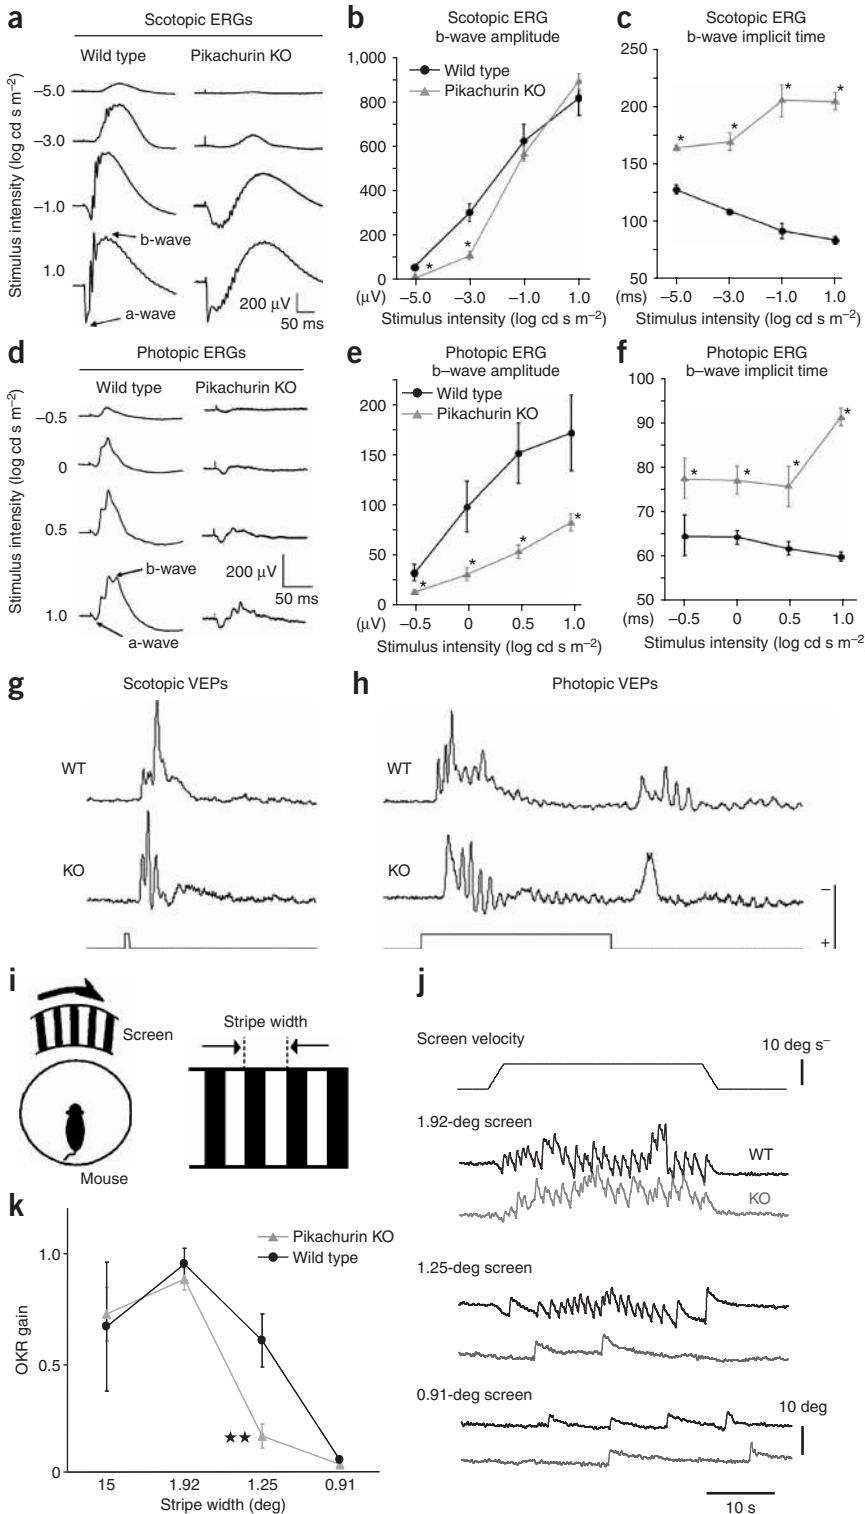 a
Scotopic ERGs
Wild type Pikachurin KO
Stimulus intensity (log cd s m–2)
–5.0
–3.0
–1.0
1.0
b-wave
a-wave
200 μV
50 ms
b
Scotopic ERG
b-wave amplitude
Wild type
Pikachurin KO
1,000
800
600
400
200
0
*
*
(μV)
–5.0 –3.0 –1.0 1.0
Stimulus intensity (log cd s m–2)
c
Scotopic ERG
b-wave implicit time
250
200
150
100
50
*
*
*
*
(ms)
–5.0 –3.0 –1.0 1.0
d
Photopic ERGs
Wild type Pikachurin KO
Stimulus intensity (log cd s m–2)
–0.5
0
0.5
1.0
b-wave
a-wave
200 μV
50 ms
e
Photopic ERG
b–wave amplitude
Wild type
Pikachurin KO
200
150
100
50
0
*
*
*
*
(μV)
–0.5 0 0.5 1.0
Stimulus intensity (log cd s m–2)
f
Photopic ERG
b–wave implicit time
100
90
80
70
60
50
*
*
*
*
(ms)
–0.5 0 0.5 1.0
Stimulus intensity (log cd s m–2
g
Scotopic VEPs
WT
KO
h
Photopic VEPs
WT
KO
–
+
i
Screen
Mouse
Stripe width
j
Screen velocity
10 deg s–
1.92-deg screen
WT
KO
1.25-deg screen
0.91-deg screen
10 deg
10 s
k
Pikachurin KO
Wild type
OKR gain
1.0
0.5
0
★★
15 1.92 1.25 0.91
Stripe width (deg)